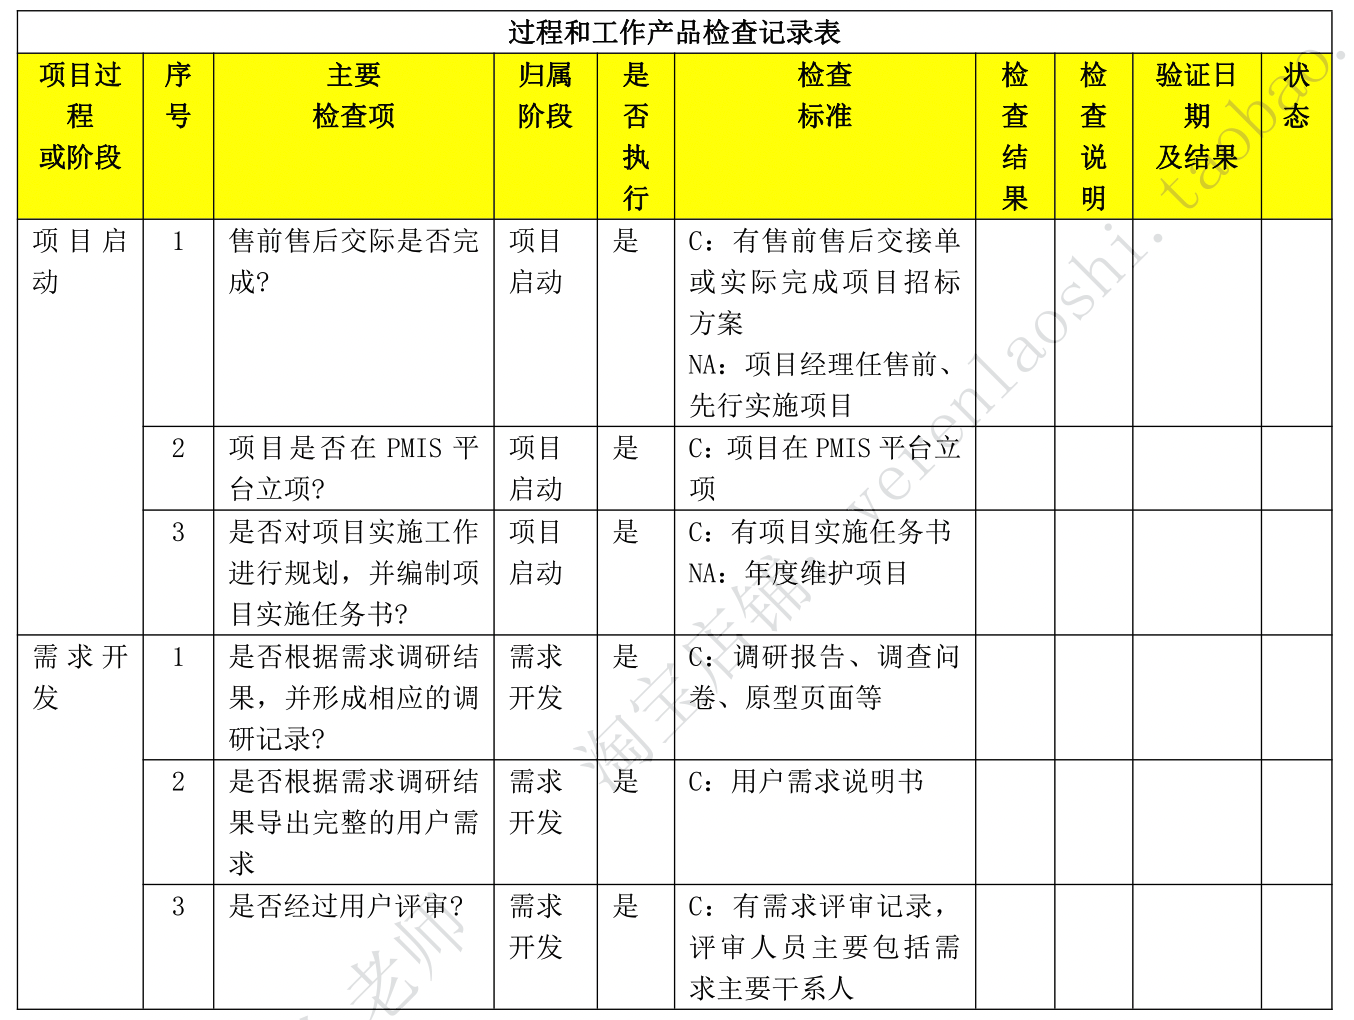 过程和工作产品检查记录表
项目过
程
或阶段
序
号
主要
检查项
归属
阶段
是
否
执
行
检查
标准
检
查
结
果
检
查
说
明
验证日
期
及结果
状
态
项目启
动
1
售前售后交际是否完
成?
项目
启动
是
C: 有售前售后交接单
或实际完成项目招标
方案
NA: 项目经理任售前、
先行实施项目
2
项目是否在 PMIS 平
台立项?
项目
启动
是
C: 项目在 PMIS 平台立
项
3
是否对项目实施工作
进行规划，并编制项
目实施任务书?
项目
启动
是
C: 有项目实施任务书
NA: 年度维护项目
需求开
发
1
是否根据需求调研结
果，并形成相应的调
研记录?
需求
开发
是
C: 调研报告、调查问
卷、原型页面等
2
是否根据需求调研结
果导出完整的用户需
求
需求
开发
是
C: 用户需求说明书
3
是否经过用户评审?
需求
开发
是
C: 有需求评审记录，
评审人员主要包括需
求主要干系人
淘宝店铺. yeienlaoshi. taobao.
老师